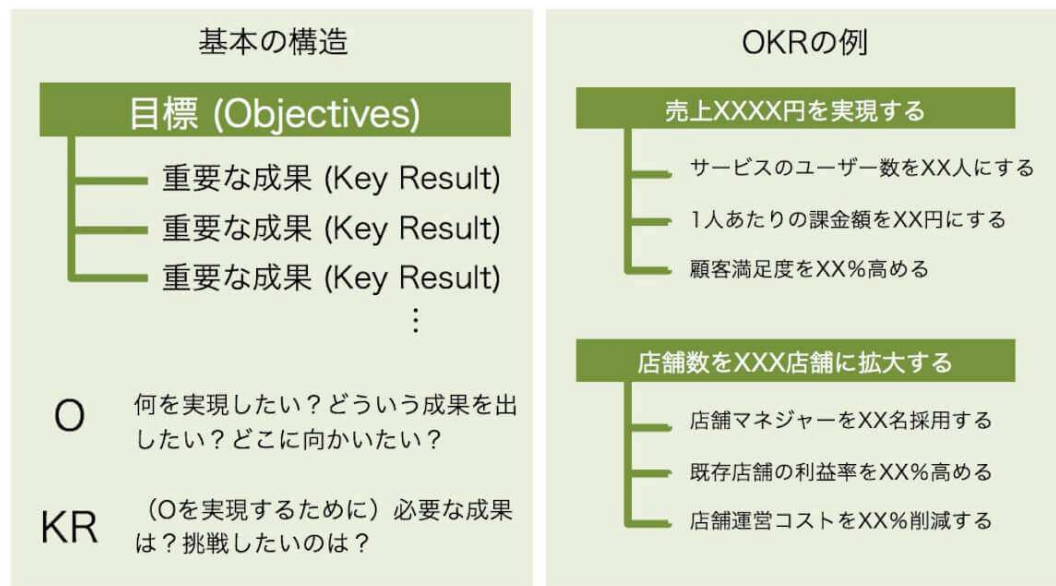 基本の構造
目標 (Objectives)
重要な成果 (Key Result)
重要な成果 (Key Result)
重要な成果 (Key Result)
⋮
O
何を実現したい？どういう成果を出
したい？どこに向かいたい？
KR
（Oを実現するために）必要な成果
は？挑戦したいのは？
OKRの例
売上XXXX円を実現する
サービスのユーザー数をXX人にする
1人あたりの課金額をXX円にする
顧客満足度をXX%高める
店舗数をXXX店舗に拡大する
店舗マネジャーをXX名採用する
既存店舗の利益率をXX%高める
店舗運営コストをXX%削減する